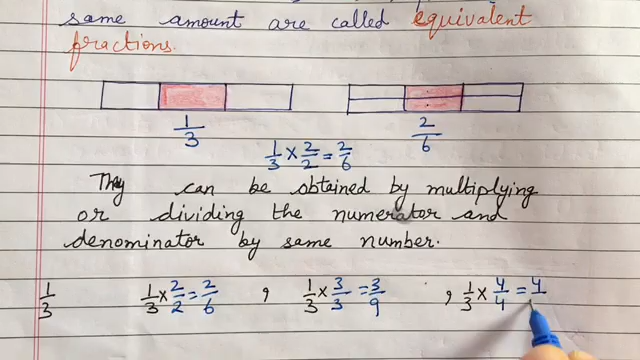 same amount are called equivalent
fractions.
1/3 2/6
1/3 × 2/2 = 2/6
They can be obtained by multiplying
or dividing the numerator and
denominator by same number.
1/3 1/3 × 2/2 = 2/6 , 1/3 × 3/3 = 3/9 , 1/3 × 4/4 = 4/